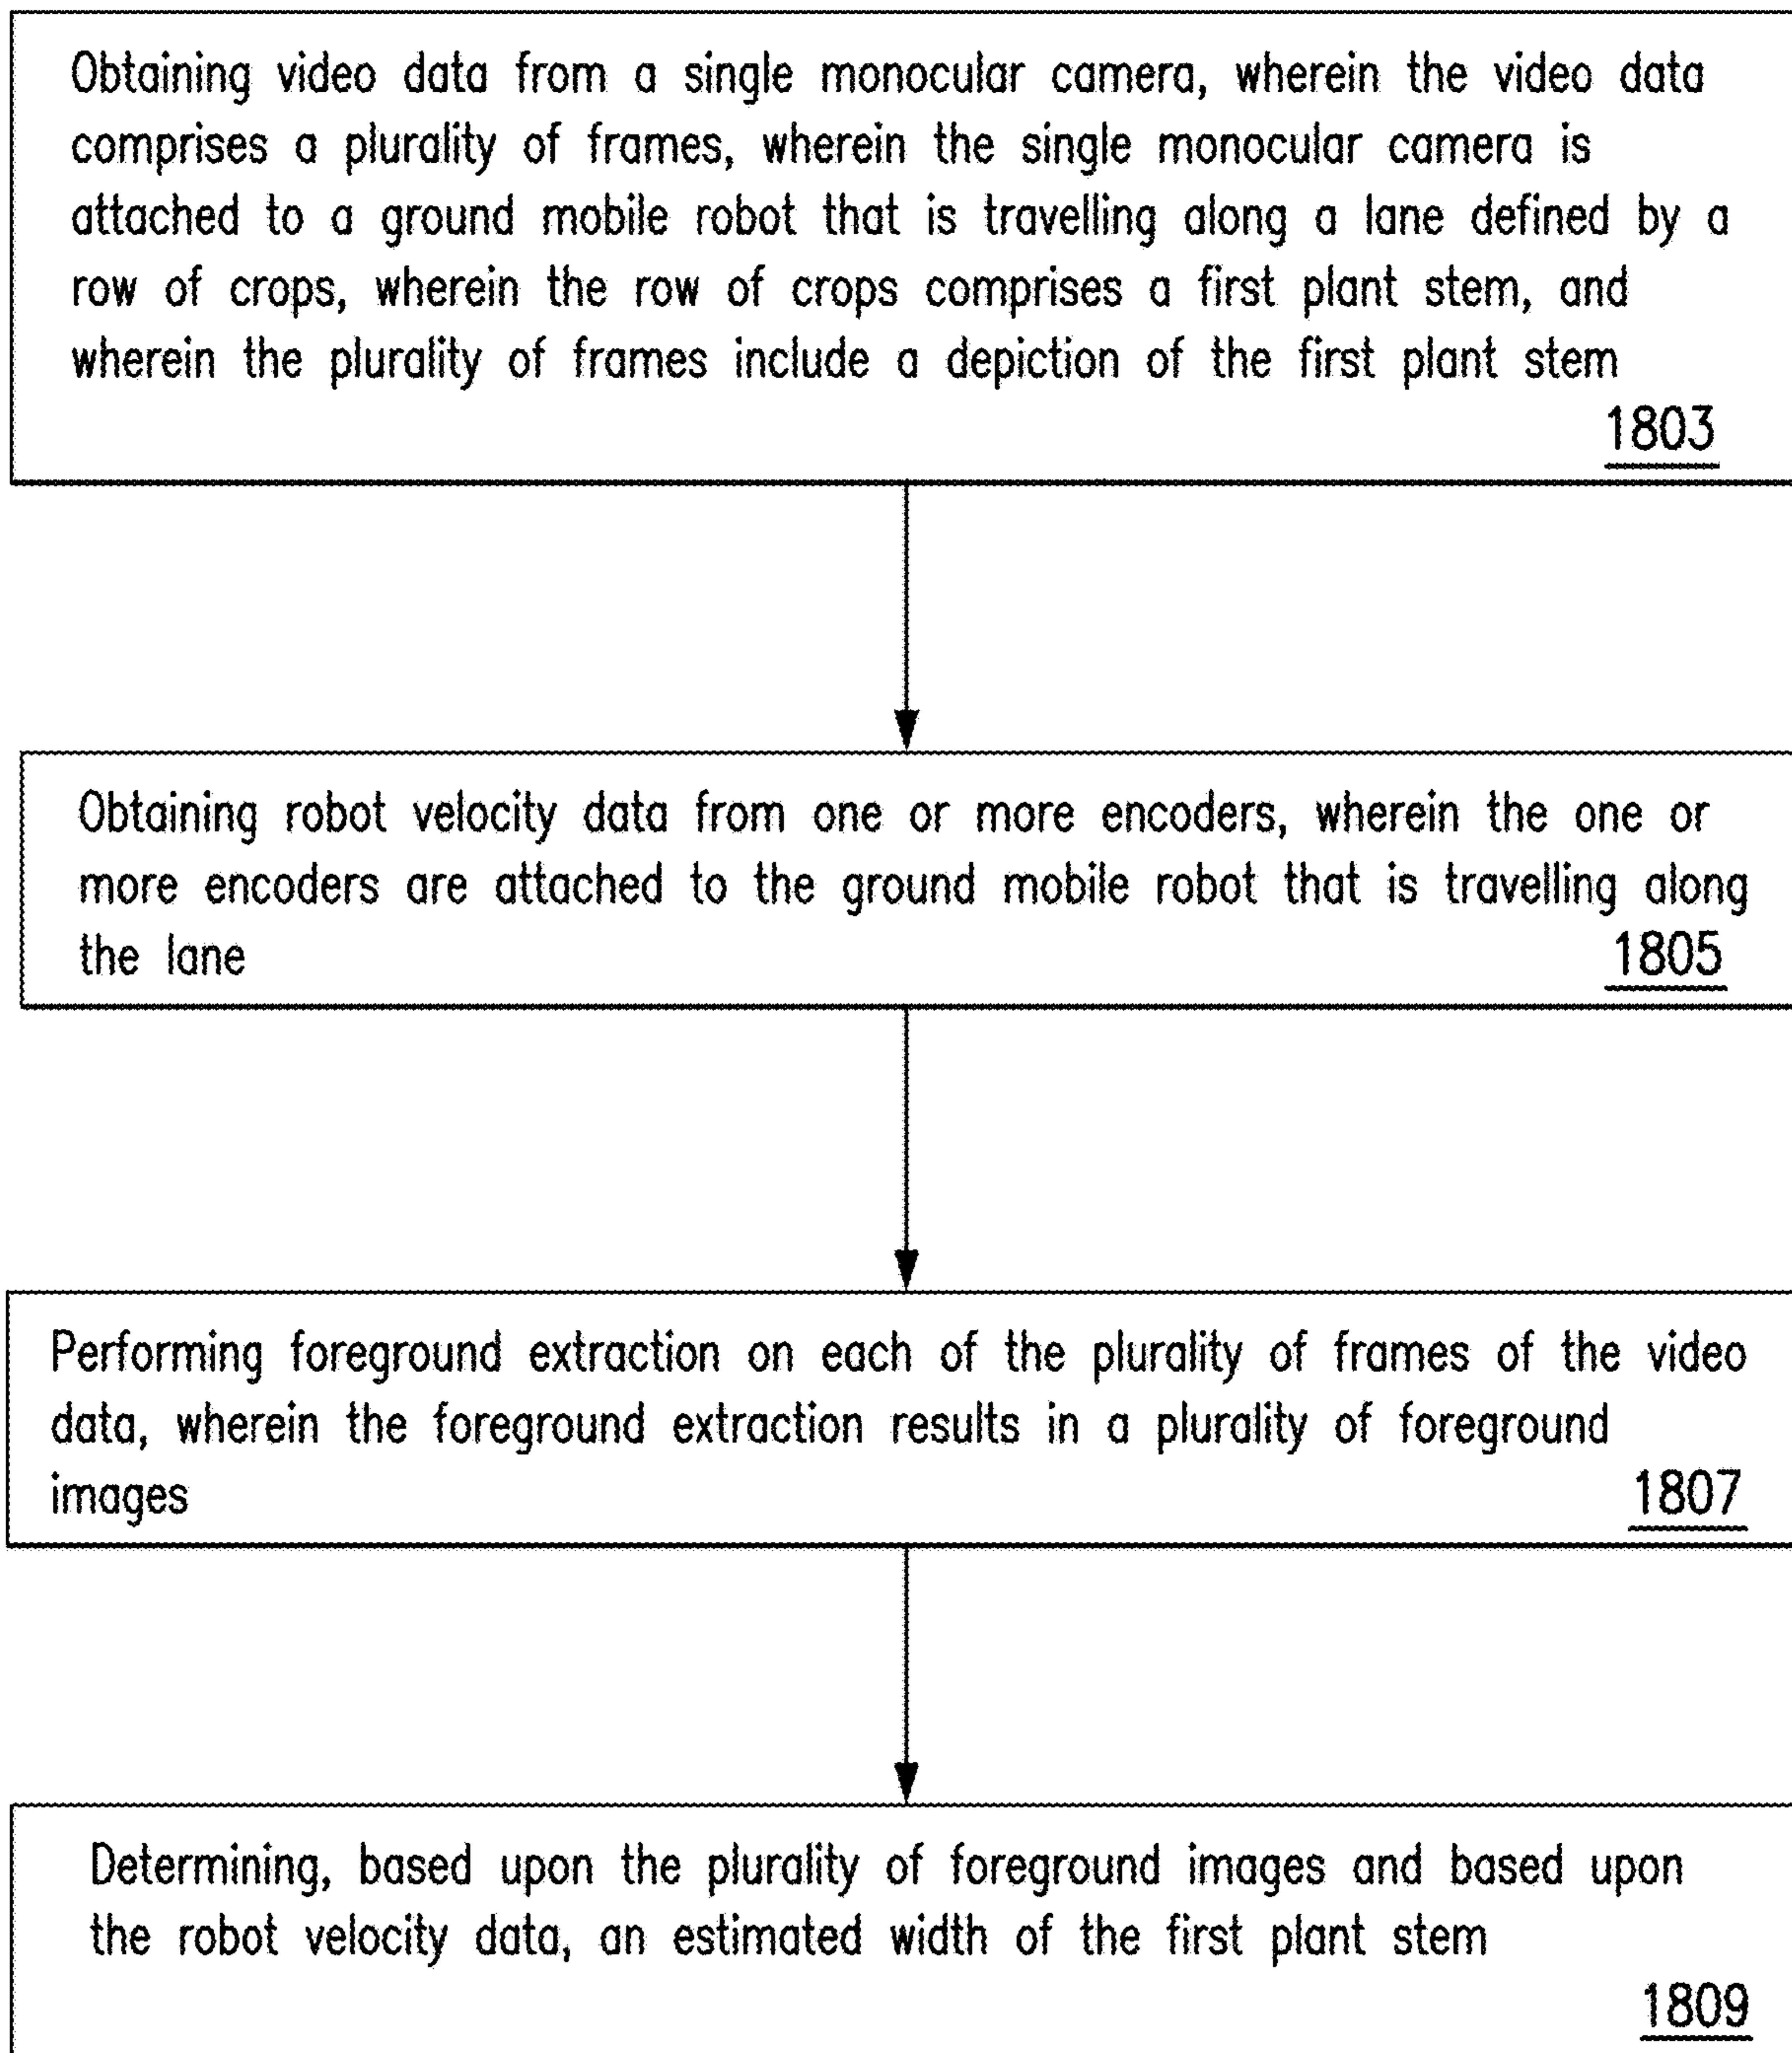 Obtaining video data from a single monocular camera, wherein the video data
comprises a plurality of frames, wherein the single monocular camera is
attached to a ground mobile robot that is travelling along a lane defined by a
row of crops, wherein the row of crops comprises a first plant stem, and
wherein the plurality of frames include a depiction of the first plant stem
1803
Obtaining robot velocity data from one or more encoders, wherein the one or
more encoders are attached to the ground mobile robot that is travelling along
the lane 1805
Performing foreground extraction on each of the plurality of frames of the video
data, wherein the foreground extraction results in a plurality of foreground
images 1807
Determining, based upon the plurality of foreground images and based upon
the robot velocity data, an estimated width of the first plant stem
1809